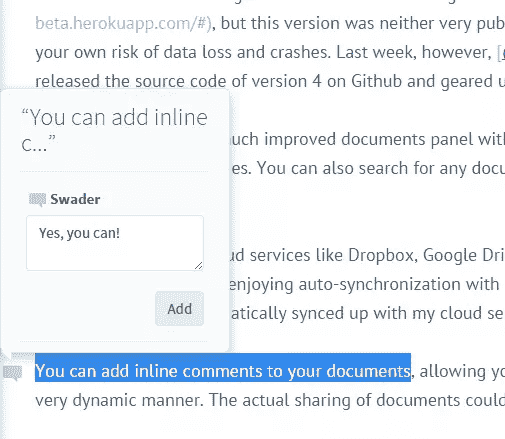 beta.herokuapp.com/#), but this version was neither very pub
your own risk of data loss and crashes. Last week, however, [
released the source code of version 4 on Github and geared u
“You can add inline
c...”
uch improved documents panel with
es. You can also search for any docu
Swader
Yes, you can!
ud services like Dropbox, Google Dri
enjoying auto-synchronization with
Add
atically synced up with my cloud se
You can add inline comments to your documents, allowing yo
very dynamic manner. The actual sharing of documents could